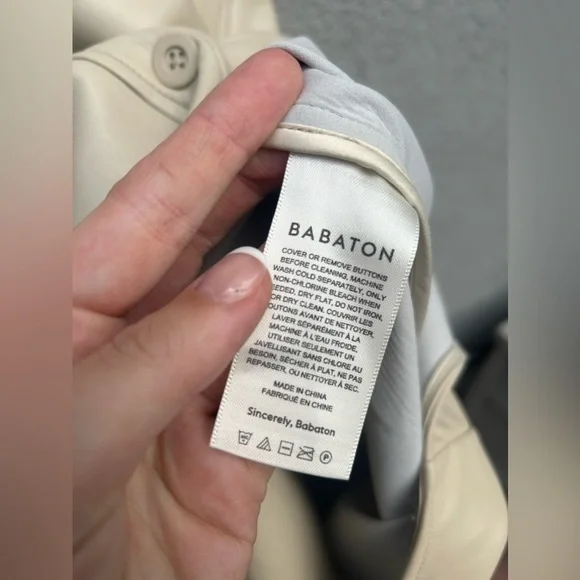 BABATON
COVER OR REMOVE BUTTONS
BEFORE CLEANING, MACHINE
WASH COLD SEPARATELY, ONLY
NON-CHLORINE BLEACH WHEN
NEEDED, DRY FLAT, DO NOT IRON,
OR DRY CLEAN. COUVRIR LES
BOUTONS AVANT DE NETTOYER,
LAVER SÉPARÉMENT À LA
MACHINE À L'EAU FROIDE,
UTILISER SEULEMENT UN
JAVELLISANT SANS CHLORE AU
BESOIN, SÉCHER À PLAT, NE PAS
REPASSER, OU NETTOYER À SEC.
MADE IN CHINA
FABRIQUÉ EN CHINE
Sincerely, Babaton
P